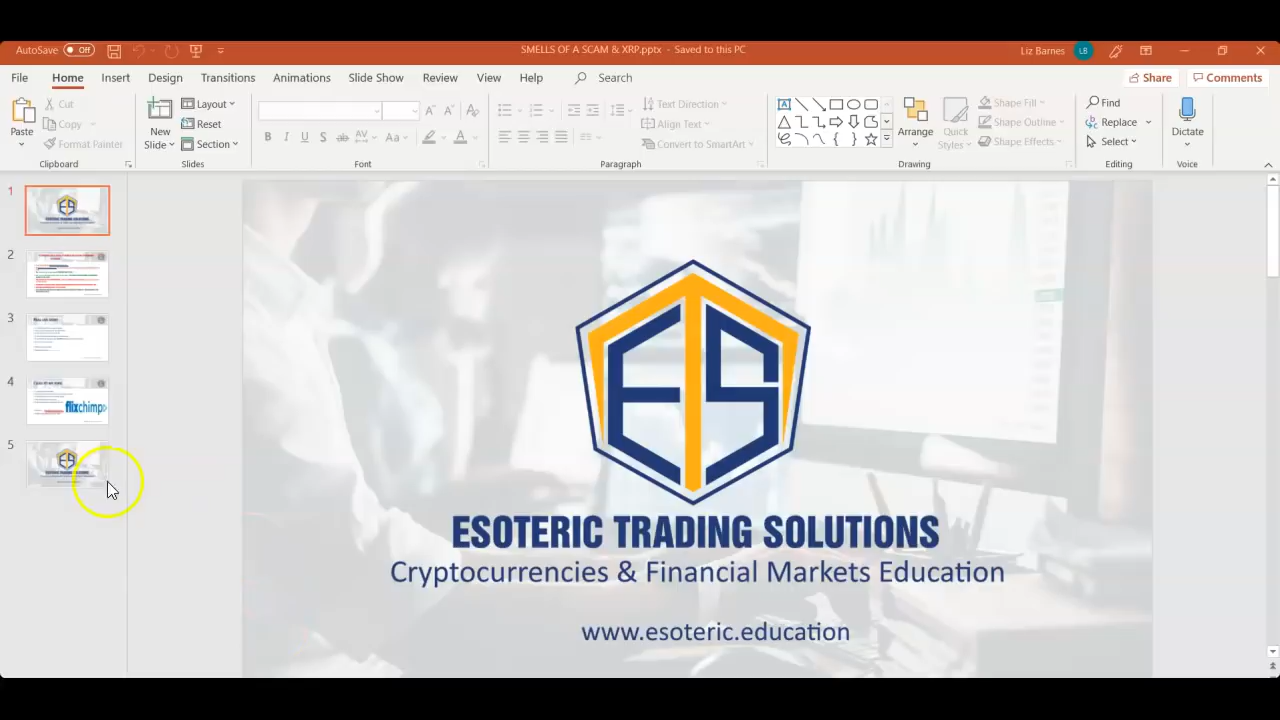 AutoSave Off SMELLS OF A SCAM & XRP.pptx - Saved to this PC Liz Barnes LB
File Home Insert Design Transitions Animations Slide Show Review View Help Search Share Comments
Paste
Cut
Copy
Format Painter
Clipboard
New
Slide
Layout
Reset
Section
Slides
B I U S ab AV Aa A
Font
Text Direction
Align Text
Convert to SmartArt
Paragraph
Arrange
Quick
Styles
Shape Fill
Shape Outline
Shape Effects
Drawing
Find
Replace
Select
Editing
Dictate
Voice
1
2
3
4
flixchimp
5
ES
ESOTERIC TRADING SOLUTIONS
Cryptocurrencies & Financial Markets Education
www.esoteric.education